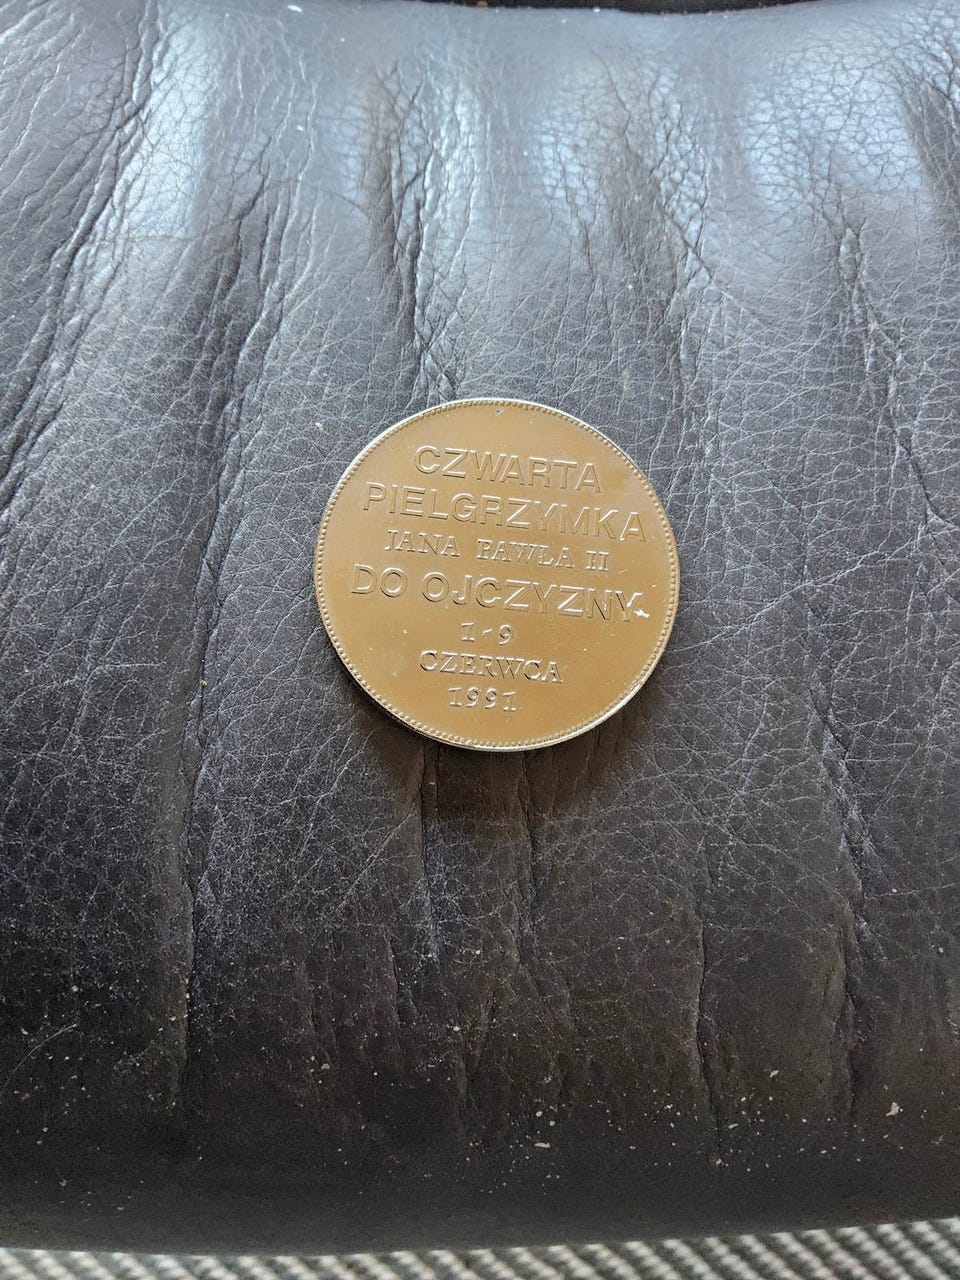 CZWARTA
PIELGRZYMKA
JANA PAWŁA II
DO OJCZYZNY
1-9
CZERWCA
1991